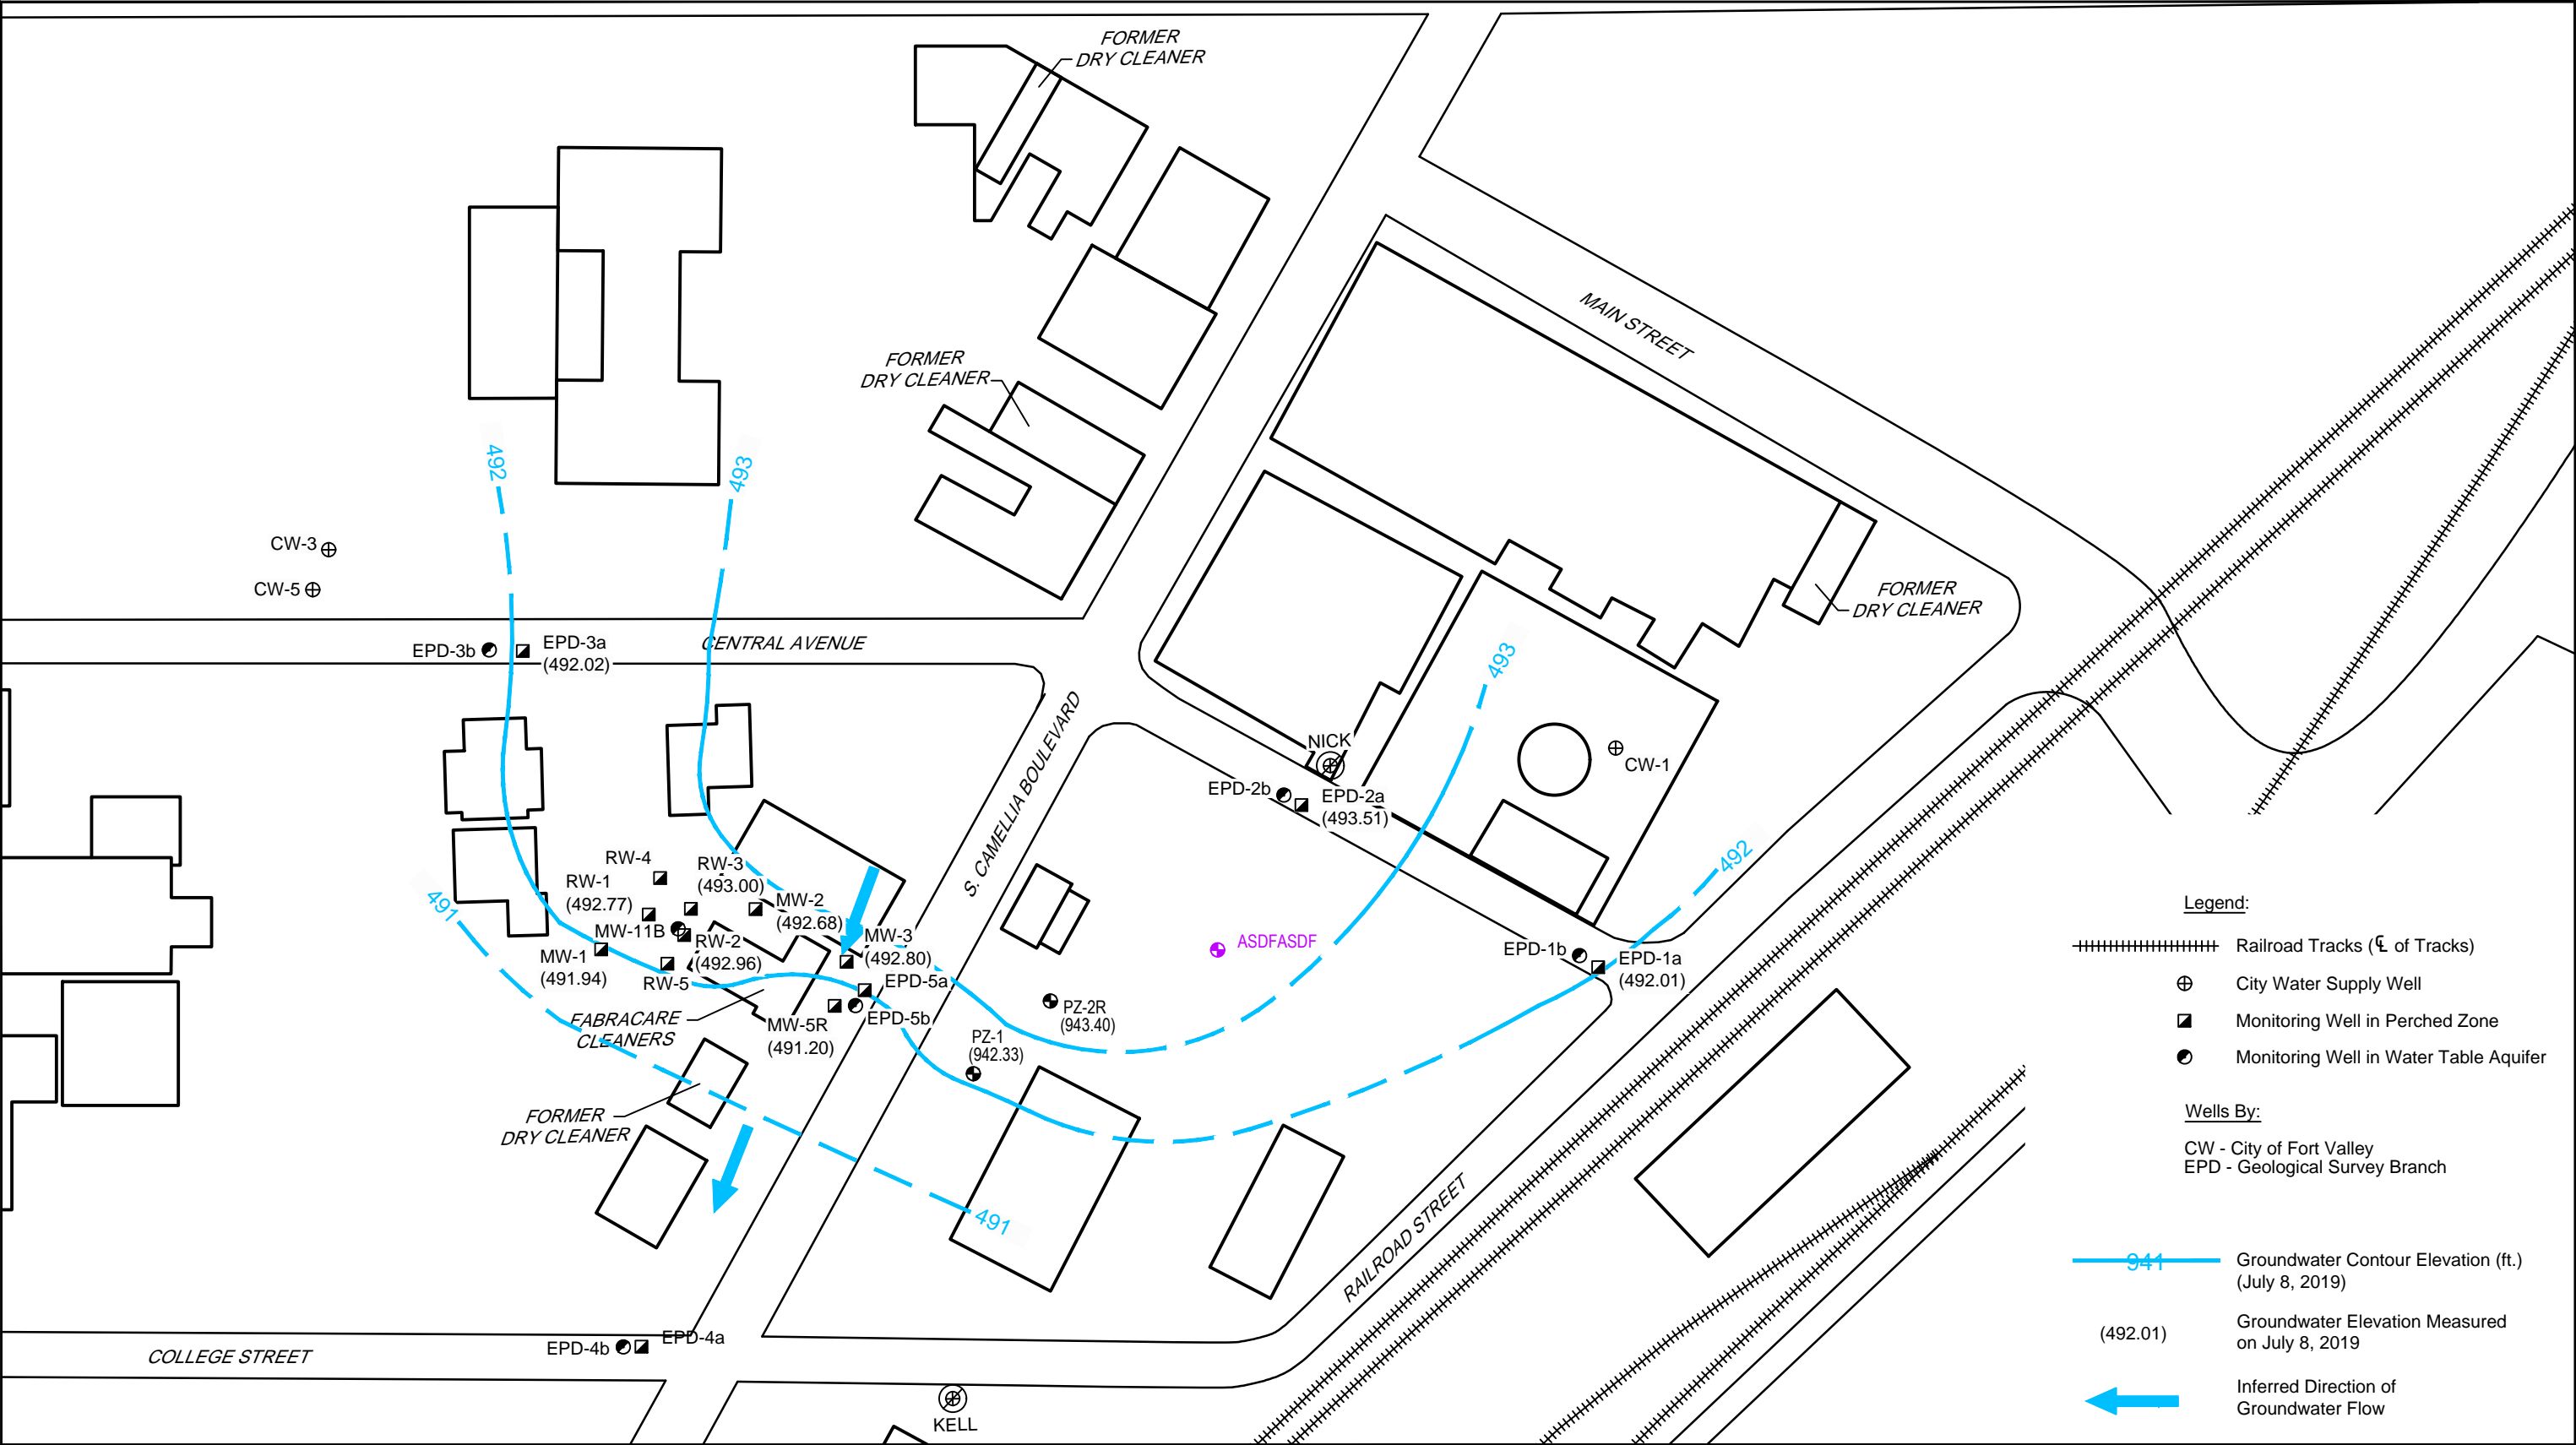 FORMER
DRY CLEANER
MAIN STREET
FORMER
DRY CLEANER
492
493
CW-3
CW-5
FORMER
DRY CLEANER
EPD-3b
EPD-3a
(492.02)
CENTRAL AVENUE
493
S. CAMELLIA BOULEVARD
NICK
CW-1
EPD-2b
EPD-2a
(493.51)
492
RW-4
RW-3
(493.00)
RW-1
(492.77)
MW-2
(492.68)
491
MW-11B
RW-2
(492.96)
MW-3
(492.80)
MW-1
(491.94)
RW-5
EPD-5a
ASDFASDF
EPD-1b
EPD-1a
(492.01)
FABRACARE
CLEANERS
MW-5R
(491.20)
EPD-5b
PZ-2R
(943.40)
PZ-1
(942.33)
FORMER
DRY CLEANER
491
RAILROAD STREET
EPD-4b
EPD-4a
COLLEGE STREET
KELL
Legend:
Railroad Tracks (℄ of Tracks)
City Water Supply Well
Monitoring Well in Perched Zone
Monitoring Well in Water Table Aquifer
Wells By:
CW - City of Fort Valley
EPD - Geological Survey Branch
941
Groundwater Contour Elevation (ft.)
(July 8, 2019)
(492.01)
Groundwater Elevation Measured
on July 8, 2019
Inferred Direction of
Groundwater Flow